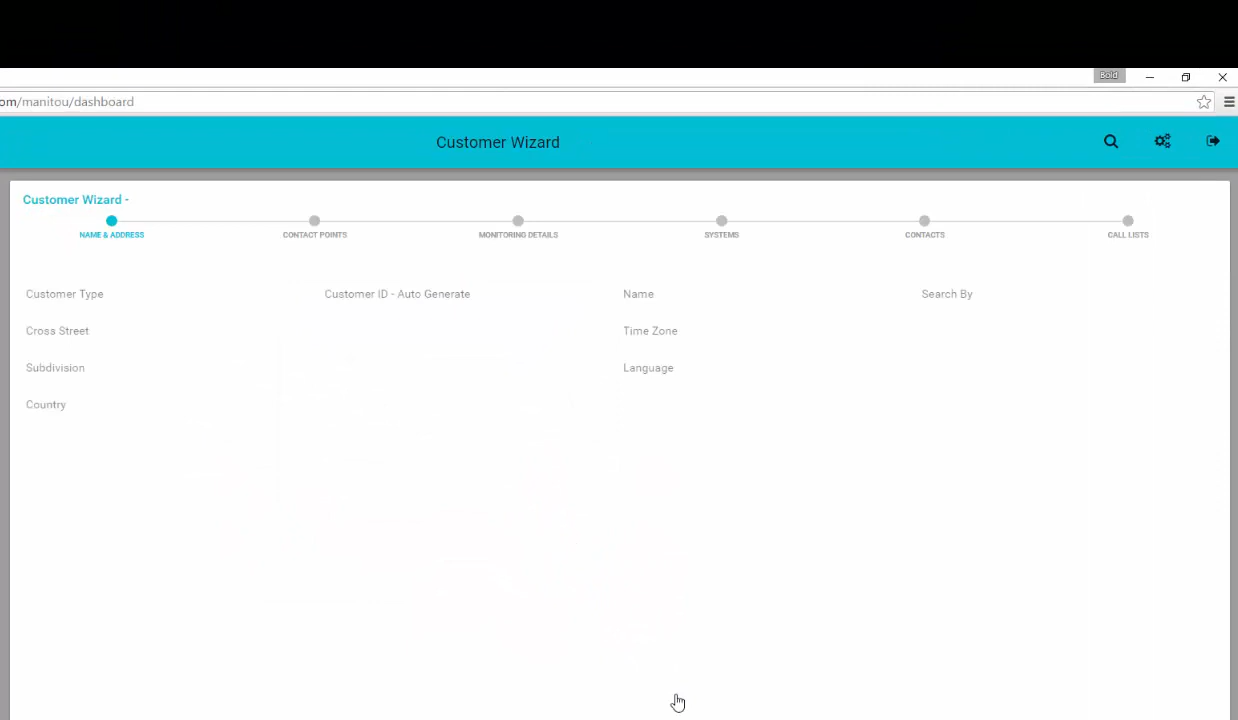 Bold
om/manitou/dashboard
Customer Wizard
Customer Wizard -
NAME & ADDRESS CONTACT POINTS MONITORING DETAILS SYSTEMS CONTACTS CALL LISTS
Customer Type Customer ID - Auto Generate Name Search By
Cross Street Time Zone
Subdivision Language
Country